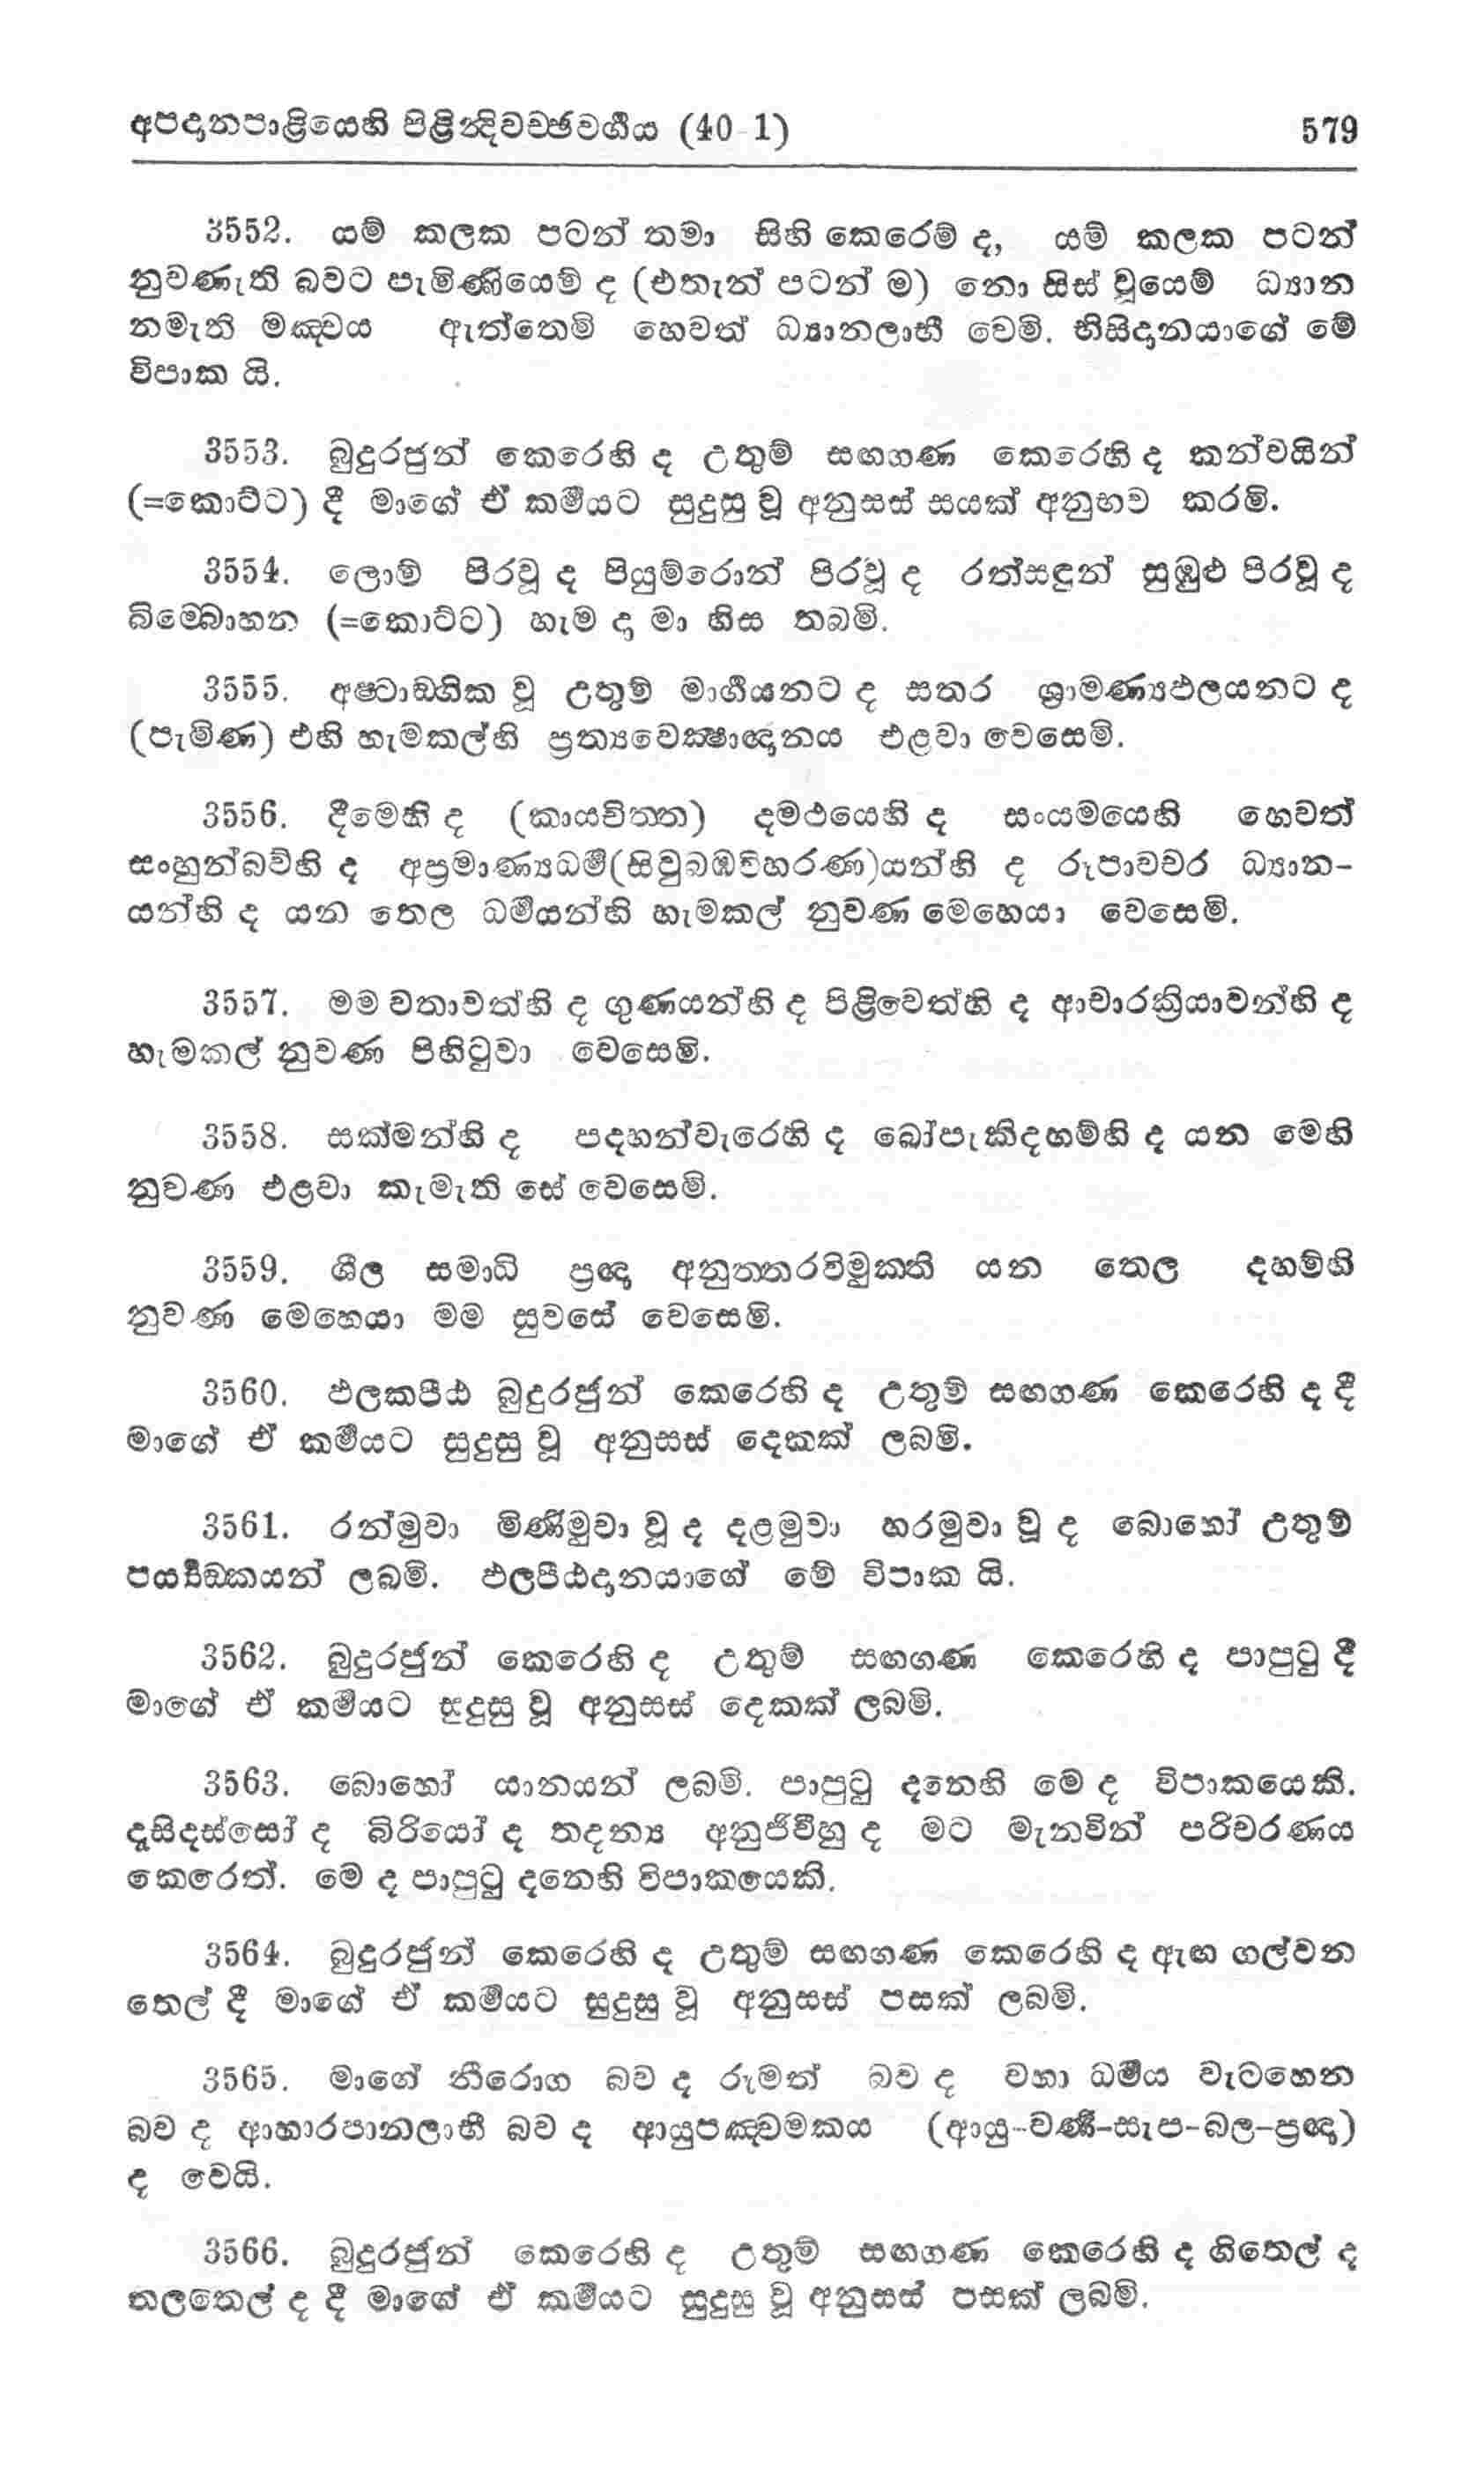 අපදානපාළියෙහි පිළින්‍දිවච්ඡවර්‍ගය (40-1) 579
3552. යම් කලක පටන් තමා සිහි කෙරෙම් ද, යම් කලක පටන්
නුවණැති බවට පැමිණියෙම් ද (එතැන් පටන් ම) නො සිස් වූයෙම් ධ්‍යාන
නමැති මඤ්චය ඇත්තෙමි හෙවත් ධ්‍යානලාභී වෙමි. භිසිදානයාගේ මේ
විපාක යි.
3553. බුදුරජුන් කෙරෙහි ද උතුම් සඟගණ කෙරෙහි ද කන්වයින්
(=කොට්ට) දී මාගේ ඒ කර්‍මයට සුදුසු වූ අනුසස් සයක් අනුභව කරමි.
3554. ලොම් පිරවූ ද පියුම්රොන් පිරවූ ද රත්සඳුන් සුඹුළු පිරවූ ද
බිම්බොහන (=කොට්ට) හැම දා මා හිස තබමි.
3555. අෂ්ටාඞ්ගික වූ උතුම් මාර්‍ගයනට ද සතර ශ්‍රාමණ්‍යඵලයනට ද
(පැමිණ) එහි හැමකල්හි ප්‍රත්‍යවෙක්‍ෂාඥානය එළවා වෙසෙමි.
3556. දීමෙහි ද (කායචිත්ත) දමථයෙහි ද සංයමයෙහි හෙවත්
සංහුන්බව්හි ද අප්‍රමාණ්‍යධර්‍ම(සිවුබඹවිහරණ)යන්හි ද රූපාවචර ධ්‍යාන-
යන්හි ද යන තෙල ධර්‍මයන්හි හැමකල් නුවණ මෙහෙයා වෙසෙමි.
3557. මම වතාවත්හි ද ගුණයන්හි ද පිළිවෙත්හි ද ආචාරක්‍රියාවන්හි ද
හැමකල් නුවණ පිහිටුවා වෙසෙමි.
3558. සක්මන්හි ද පදහන්වැරෙහි ද බෝපැකිදහම්හි ද යන මෙහි
නුවණ එළවා කැමැති සේ වෙසෙමි.
3559. ශීල සමාධි ප්‍රඥා අනුත්තරවිමුක්ති යන තෙල දහම්හි
නුවණ මෙහෙයා මම සුවසේ වෙසෙමි.
3560. ඵලකපීඨ බුදුරජුන් කෙරෙහි ද උතුම් සඟගණ කෙරෙහි ද දී
මාගේ ඒ කර්‍මයට සුදුසු වූ අනුසස් දෙකක් ලබමි.
3561. රන්මුවා මිණිමුවා වූ ද දළමුවා හරමුවා වූ ද බොහෝ උතුම්
පර්‍ය්‍යඞ්කයන් ලබමි. ඵලපීඨදානයාගේ මේ විපාක යි.
3562. බුදුරජුන් කෙරෙහි ද උතුම් සඟගණ කෙරෙහි ද පාපුටු දී
මාගේ ඒ කර්‍මයට සුදුසු වූ අනුසස් දෙකක් ලබමි.
3563. බොහෝ යානයන් ලබමි. පාපුටු දනෙහි මෙ ද විපාකයෙකි.
දාසිදස්සෝ ද බිරියෝ ද තදන්‍ය අනුජිවීහු ද මට මැනවින් පරිචරණය
කෙරෙත්. මෙ ද පාපුටු දනෙහි විපාකයෙකි.
3564. බුදුරජුන් කෙරෙහි ද උතුම් සඟගණ කෙරෙහි ද ඇඟ ගල්වන
තෙල් දී මාගේ ඒ කර්‍මයට සුදුසු වූ අනුසස් පසක් ලබමි.
3565. මාගේ නීරොග බව ද රූමත් බව ද වහා ධර්‍මය වැටහෙන
බව ද ආහාරපානලාභී බව ද ආයුපඤ්චමකය (ආයු-වර්‍ණ-සැප-බල-ප්‍රඥා)
ද වෙයි.
3566. බුදුරජුන් කෙරෙහි ද උතුම් සඟගණ කෙරෙහි ද ගිතෙල් ද
තලතෙල් ද දී මාගේ ඒ කර්‍මයට සුදුසු වූ අනුසස් පසක් ලබමි.